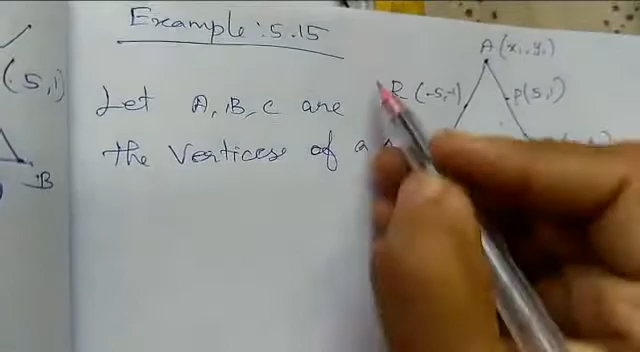 Example: 5.15
A (x₁, y₁)
(5,1)
R (-5,-1)
P(5,1)
Let A, B, C are
the Vertices of a
B